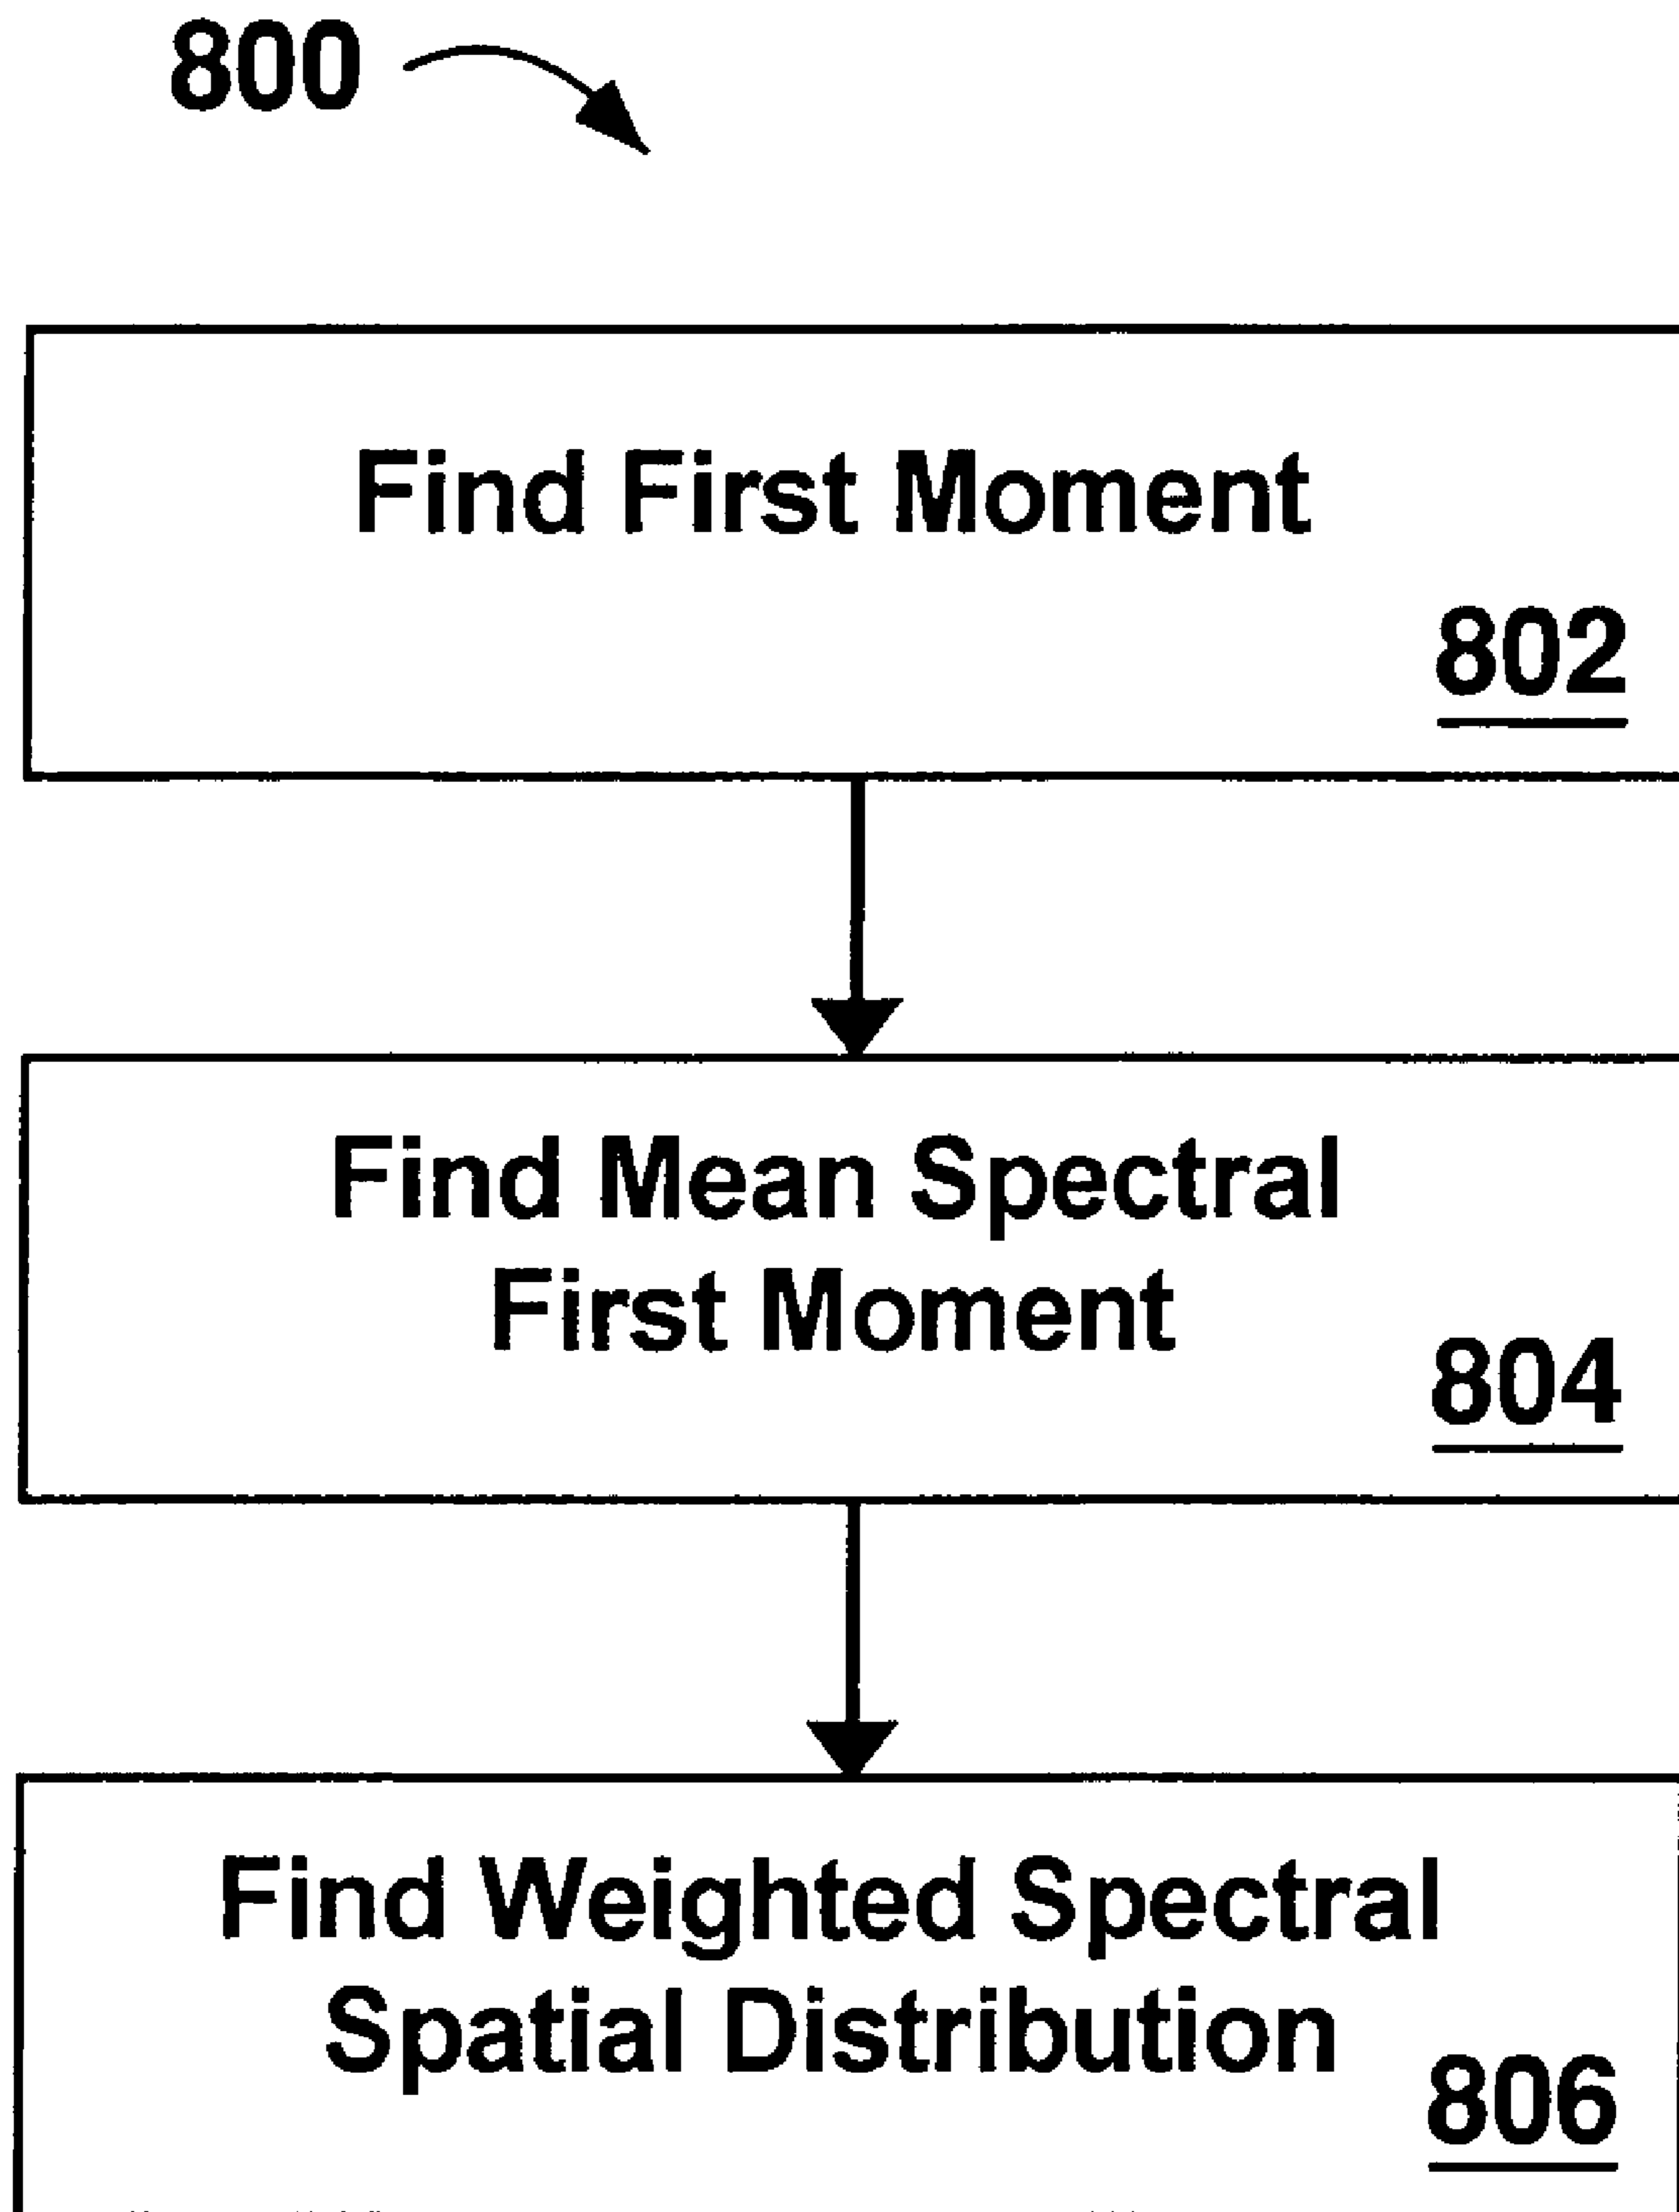 800
Find First Moment
802
Find Mean Spectral
First Moment
804
Find Weighted Spectral
Spatial Distribution
806